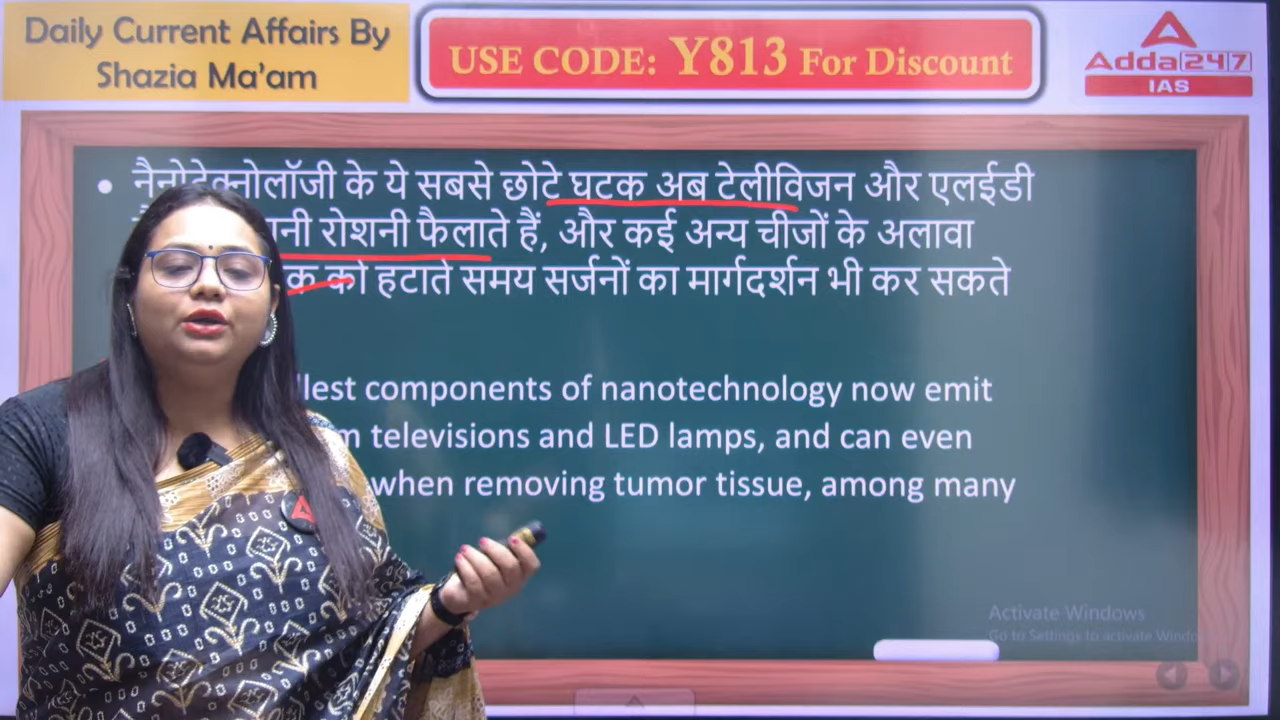 Daily Current Affairs By
Shazia Ma'am
USE CODE: Y813 For Discount
Adda 247
IAS
• नैनोटेक्नोलॉजी के ये सबसे छोटे घटक अब टेलीविजन और एलईडी
रोशनी फैलाते हैं, और कई अन्य चीजों के अलावा
को हटाते समय सर्जनों का मार्गदर्शन भी कर सकते
components of nanotechnology now emit
televisions and LED lamps, and can even
when removing tumor tissue, among many
Activate Windows
Go to Settings to activate